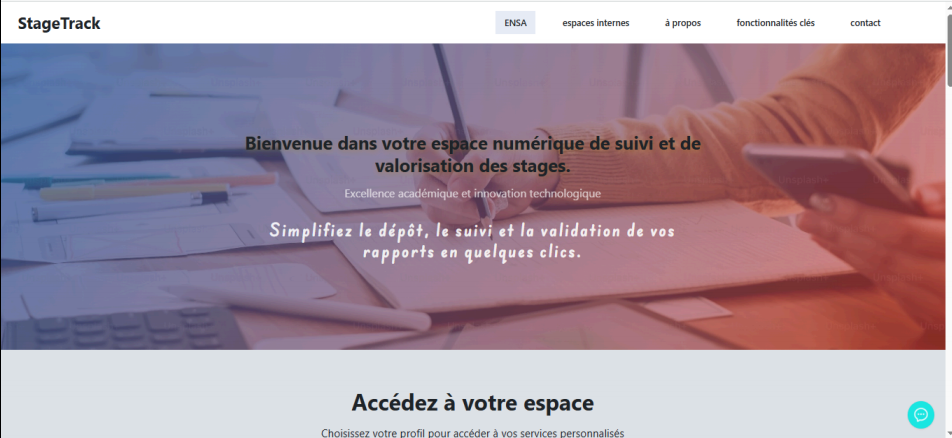 StageTrack
ENSA
espaces internes
à propos
fonctionnalités clés
contact
Bienvenue dans votre espace numérique de suivi et de
valorisation des stages.
Excellence académique et innovation technologique
Simplifiez le dépôt, le suivi et la validation de vos
rapports en quelques clics.
Accédez à votre espace
Choisissez votre profil pour accéder à vos services personnalisés